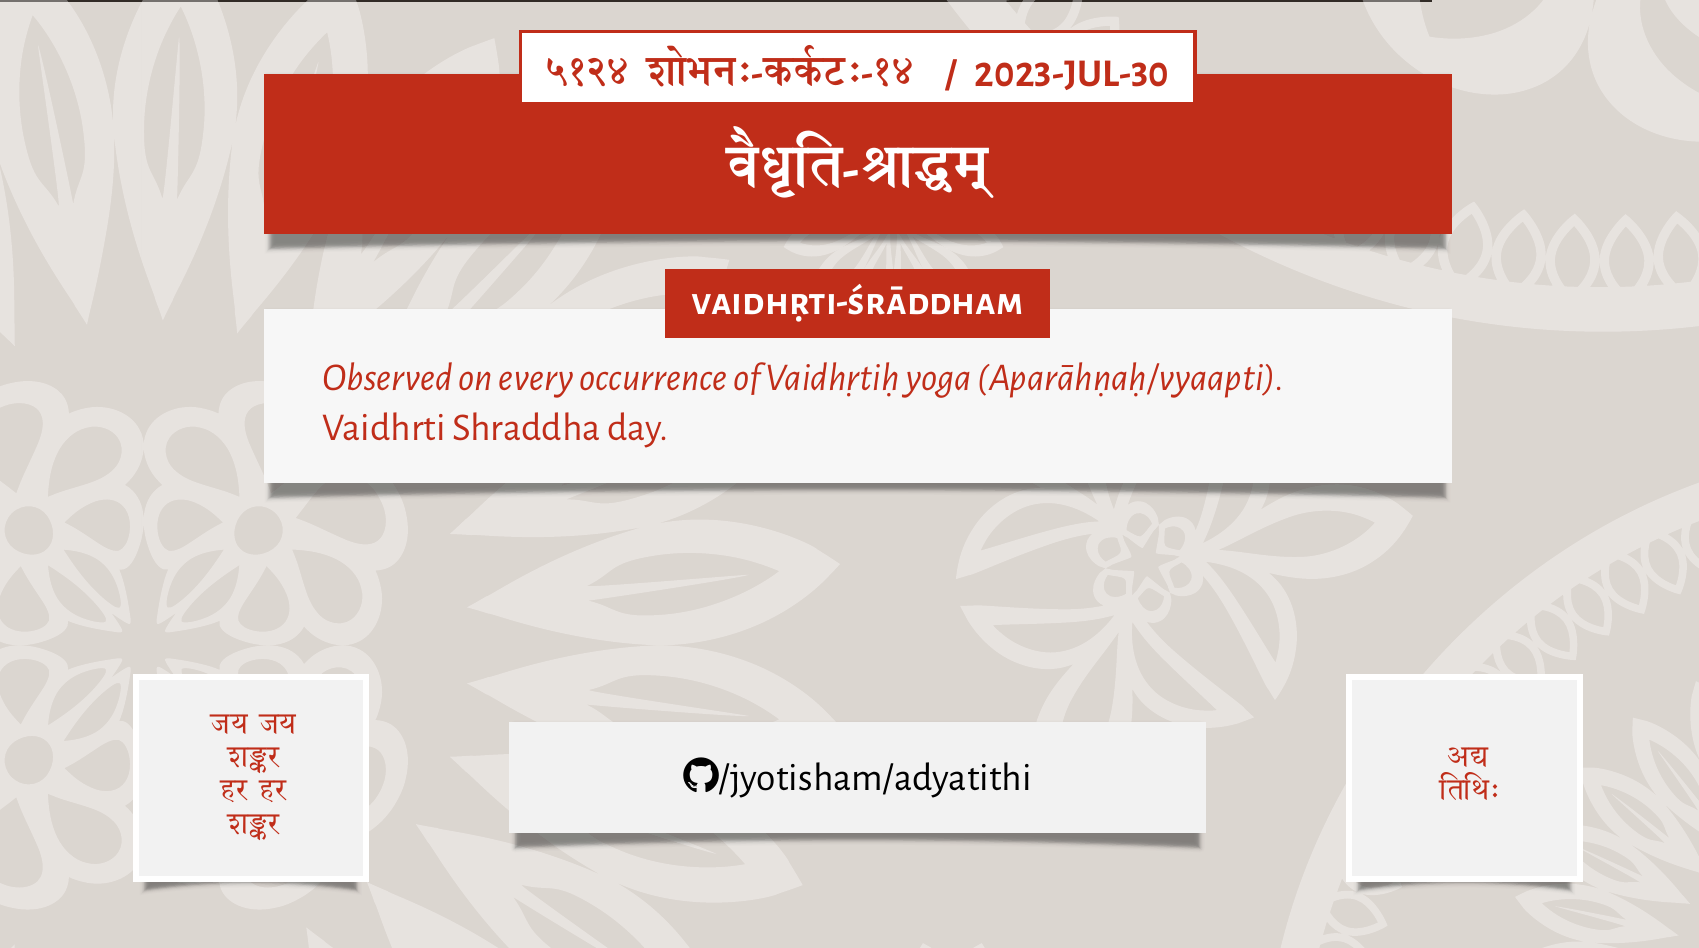 ५१२४ शोभनः-कर्कटः-१४ / 2023-JUL-30
वैधृति-श्राद्धम्
VAIDHṚTI-ŚRĀDDHAM
Observed on every occurrence of Vaidhṛtiḥ yoga (Aparāhṇaḥ/vyaapti).
Vaidhrti Shraddha day.
जय जय
शङ्कर
हर हर
शङ्कर
/jyotisham/adyatithi
अद्य
तिथिः